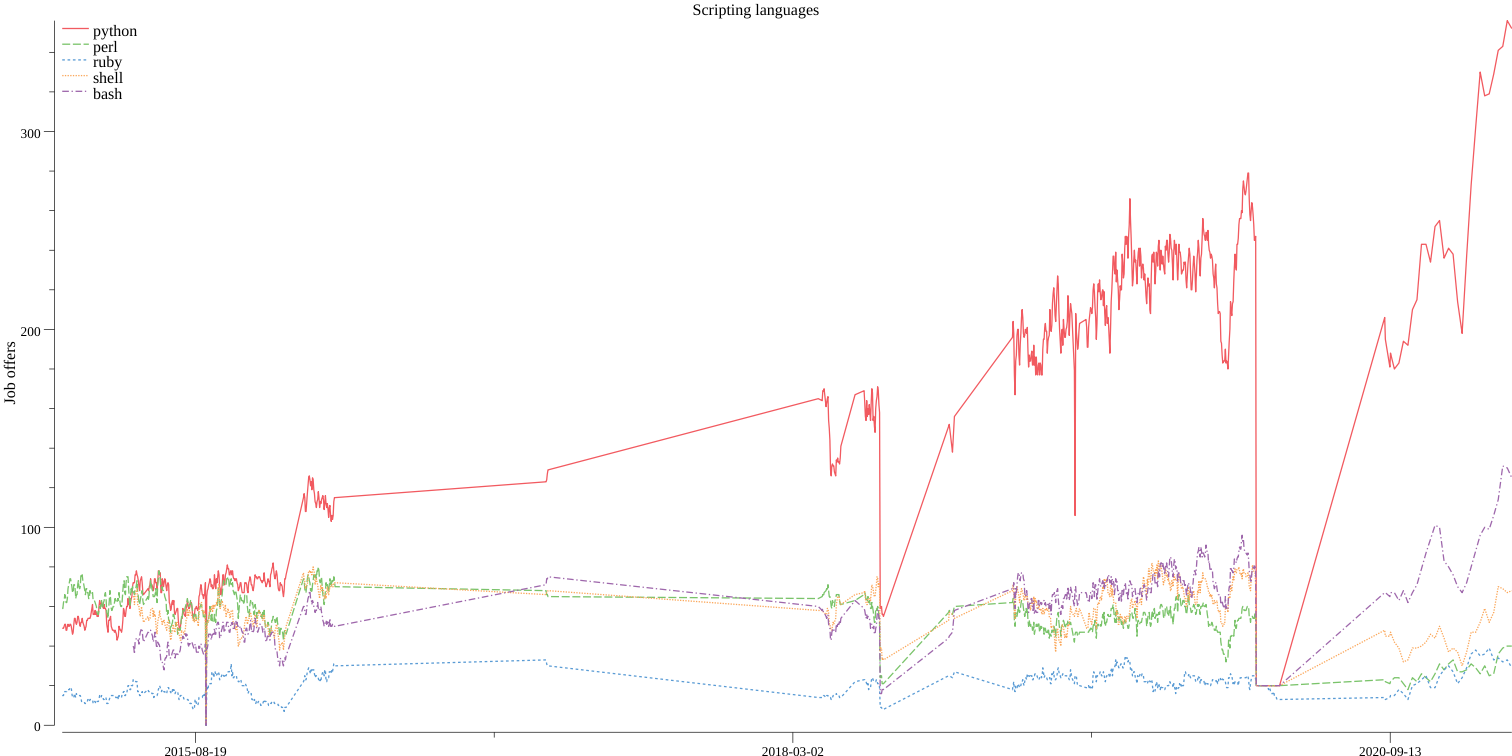 Scripting languages
python
perl
ruby
shell
bash
300
200
100
0
Job offers
2015-08-19
2018-03-02
2020-09-13